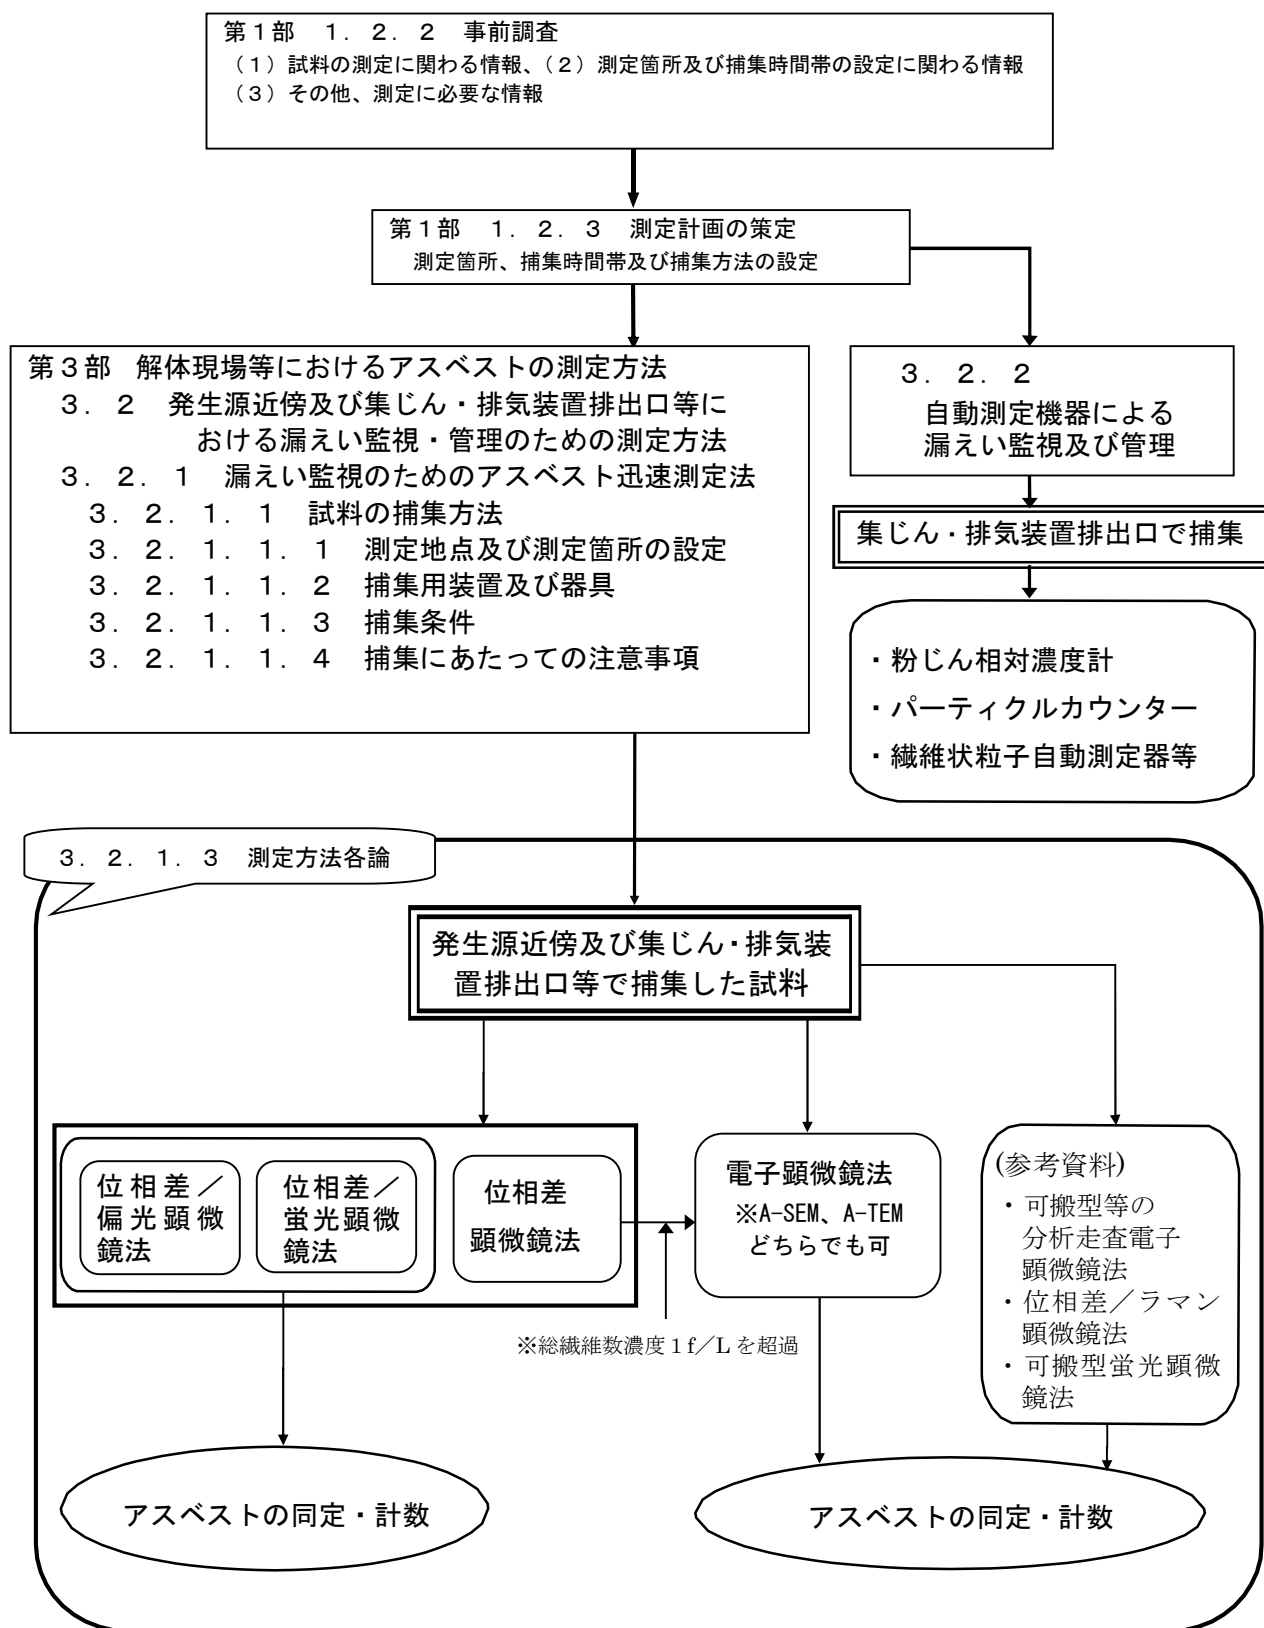 第1部　１．２．２　事前調査
（１）試料の測定に関わる情報、（２）測定箇所及び捕集時間帯の設定に関わる情報
（３）その他、測定に必要な情報
第1部　１．２．３　測定計画の策定
測定箇所、捕集時間帯及び捕集方法の設定
第３部　解体現場等におけるアスベストの測定方法
３．２　発生源近傍及び集じん・排気装置排出口等に
おける漏えい監視・管理のための測定方法
３．２．１　漏えい監視のためのアスベスト迅速測定法
３．２．１．１　試料の捕集方法
３．２．１．１．１　測定地点及び測定箇所の設定
３．２．１．１．２　捕集用装置及び器具
３．２．１．１．３　捕集条件
３．２．１．１．４　捕集にあたっての注意事項
３．２．２
自動測定機器による
漏えい監視及び管理
集じん・排気装置排出口で捕集
・粉じん相対濃度計
・パーティクルカウンター
・繊維状粒子自動測定器等
３．２．１．３　測定方法各論
発生源近傍及び集じん・排気装
置排出口等で捕集した試料
位相差／
偏光顕微
鏡法
位相差／
蛍光顕微
鏡法
位相差
顕微鏡法
電子顕微鏡法
※A-SEM、A-TEM
どちらでも可
(参考資料)
・可搬型等の
分析走査電子
顕微鏡法
・位相差／ラマン
顕微鏡法
・可搬型蛍光顕微
鏡法
※総繊維数濃度１f／L を超過
アスベストの同定・計数
アスベストの同定・計数